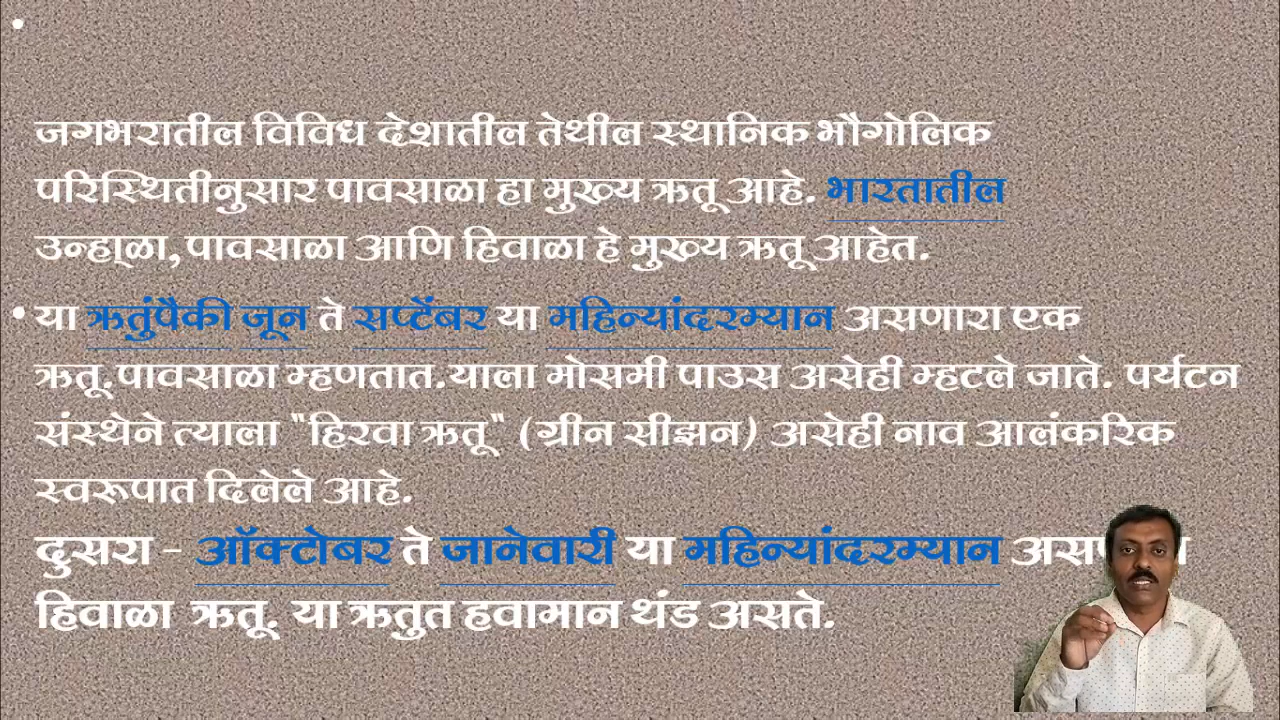 जगभरातील विविध देशातील तेथील स्थानिक भौगोलिक
परिस्थितीनुसार पावसाळा हा मुख्य ऋतू आहे. भारतातील
उन्हा्ळा,पावसाळा आणि हिवाळा हे मुख्य ऋतू आहेत.
या ऋतुंपैकी जून ते सप्टेंबर या महिन्यांदरम्यान असणारा एक
ऋतू.पावसाळा म्हणतात.याला मोसमी पाउस असेही म्हटले जाते. पर्यटन
संस्थेने त्याला "हिरवा ऋतू" (ग्रीन सीझन) असेही नाव आलंकरिक
स्वरूपात दिलेले आहे.
दुसरा - ऑक्टोबर ते जानेवारी या महिन्यांदरम्यान
हिवाळा ऋतू. या ऋतुत हवामान थंड असते.